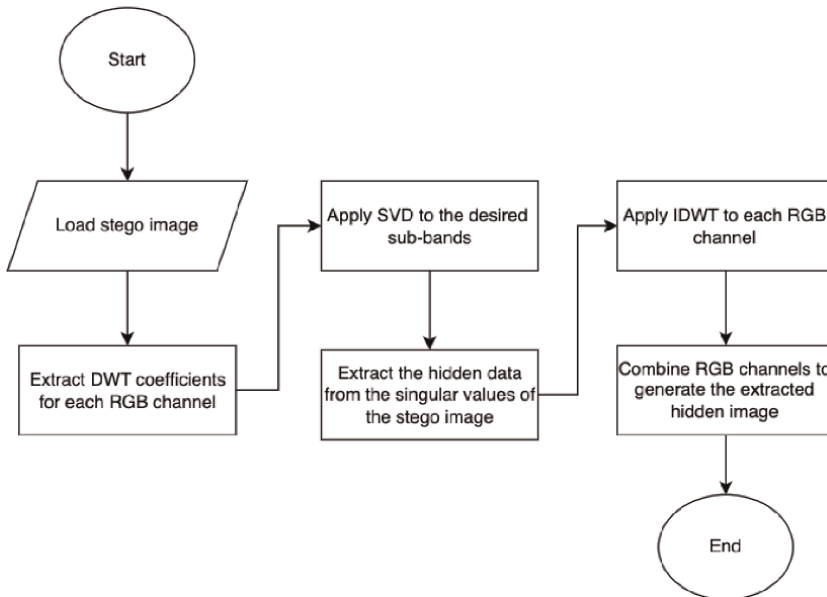 Start
Load stego image
Extract DWT coefficients
for each RGB channel
Apply SVD to the desired
sub-bands
Extract the hidden data
from the singular values of
the stego image
Apply IDWT to each RGB
channel
Combine RGB channels to
generate the extracted
hidden image
End